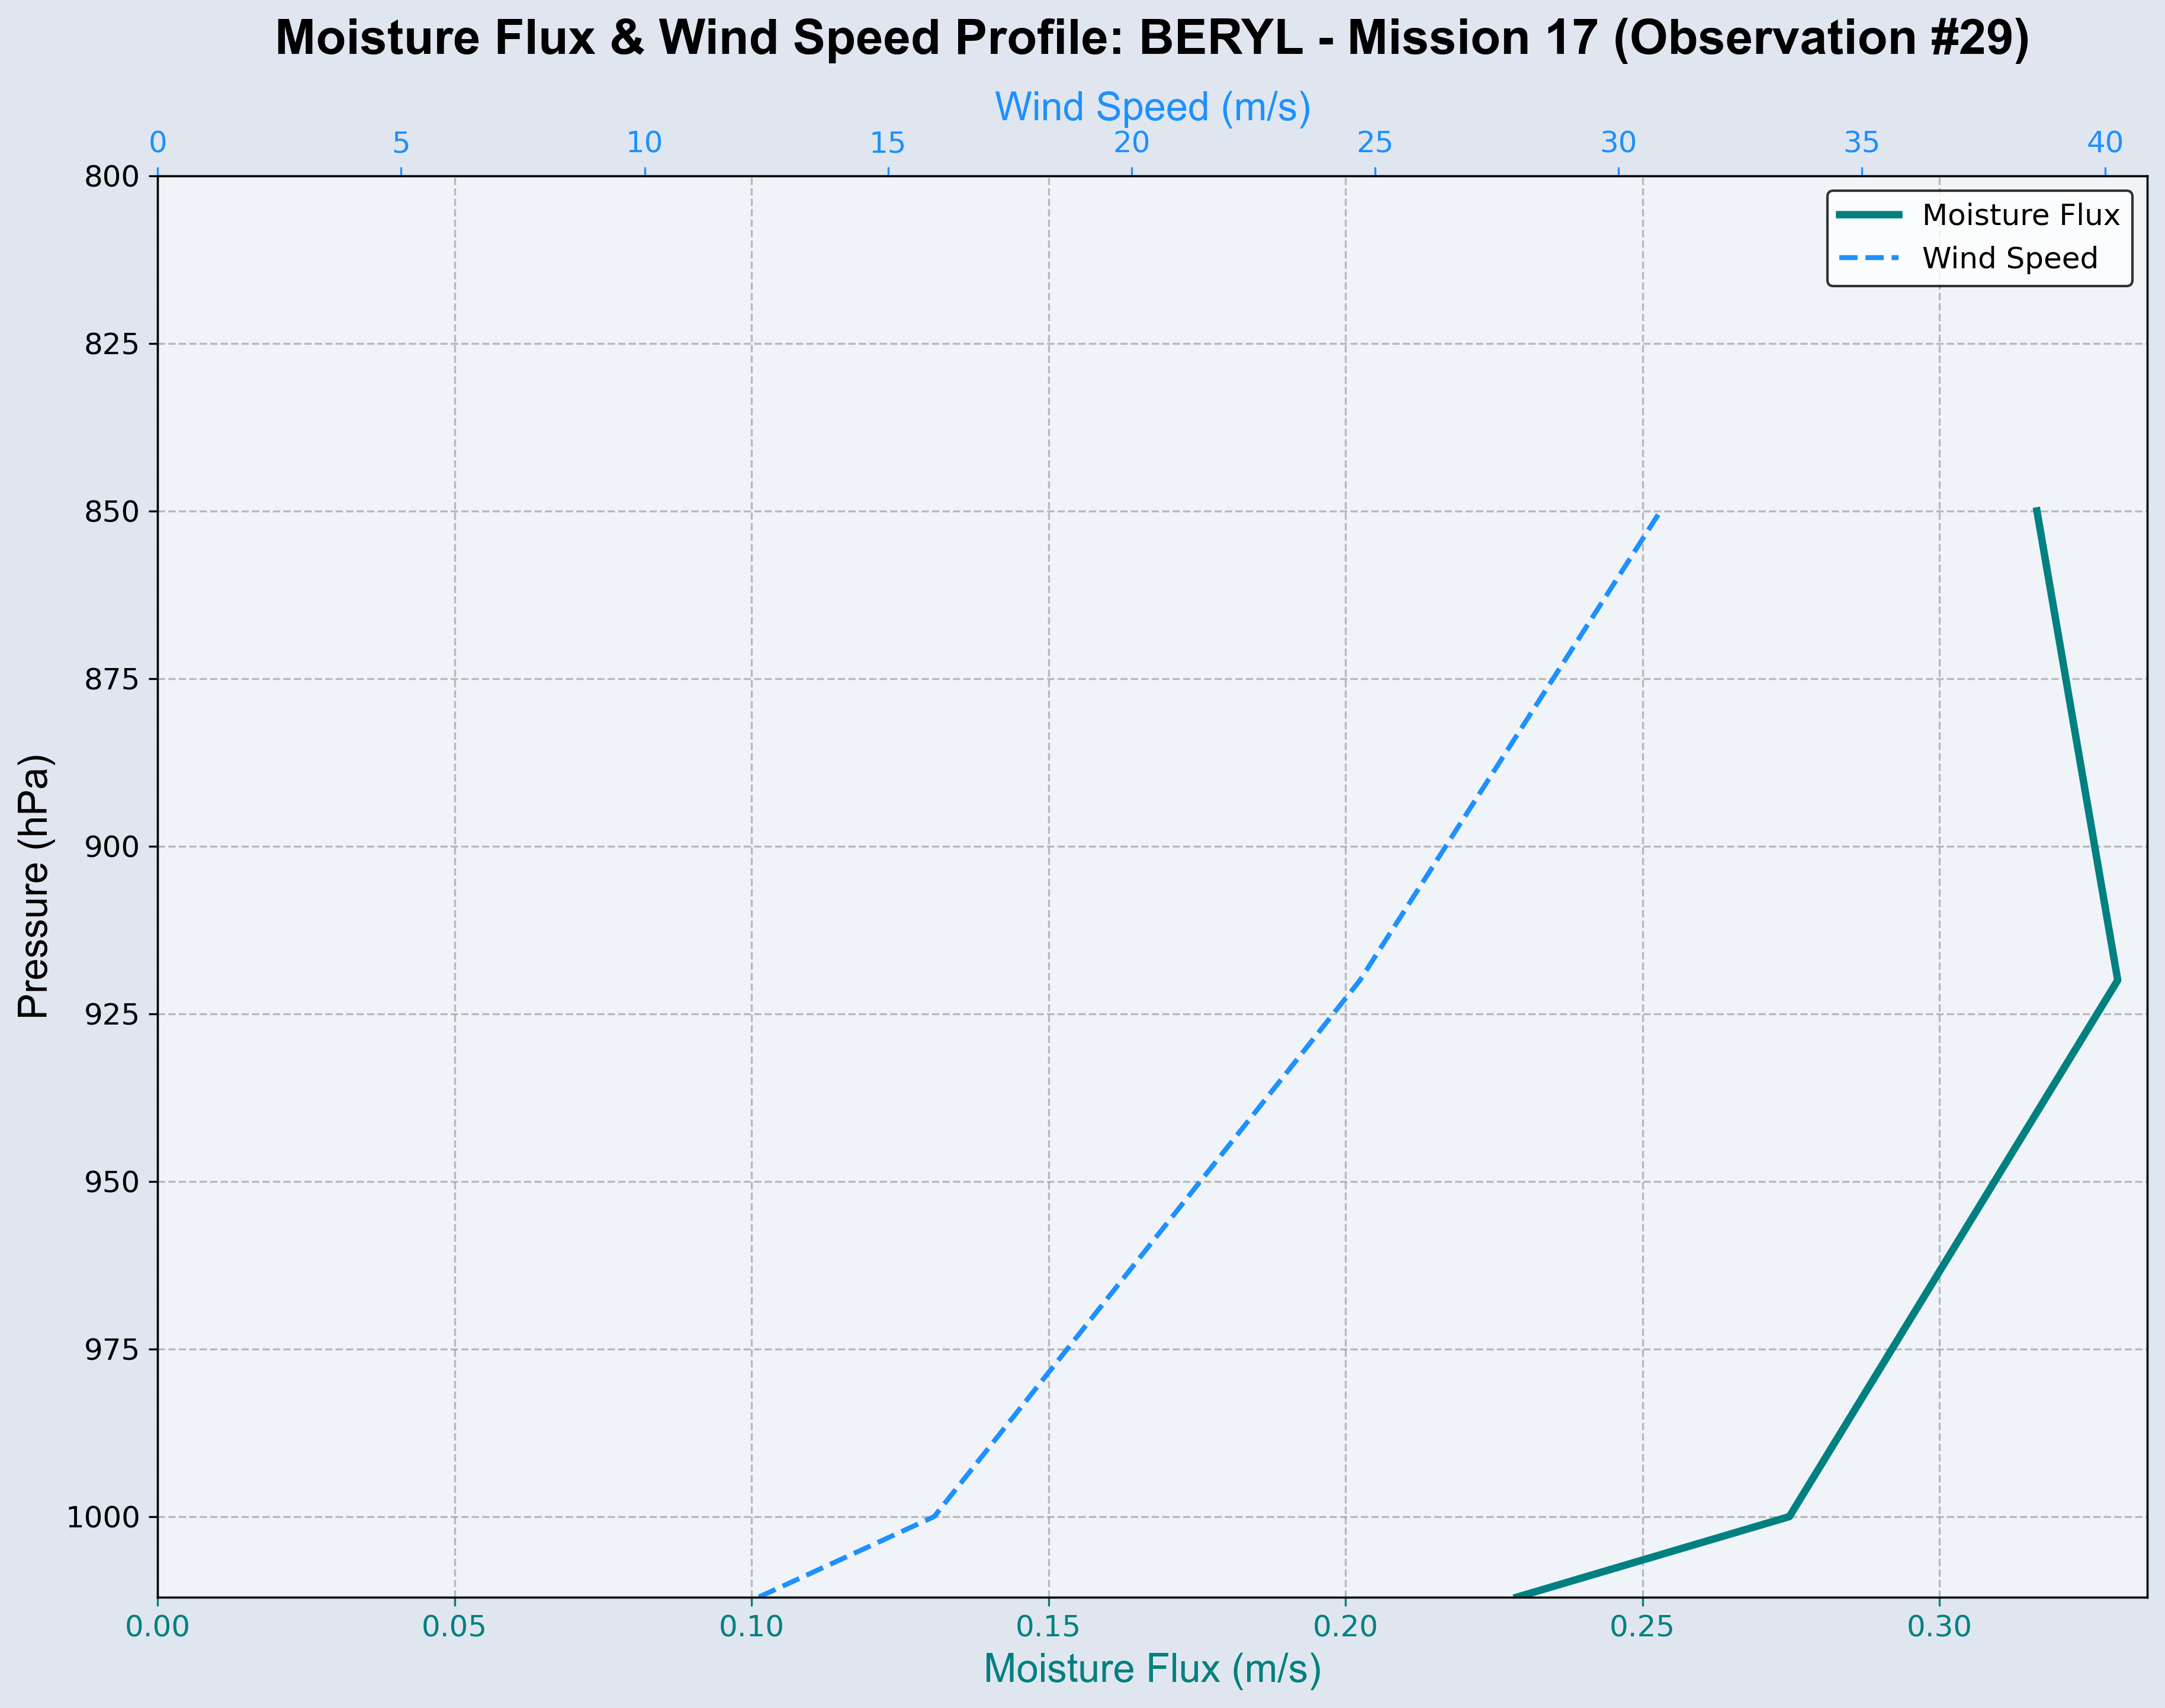 Moisture Flux & Wind Speed Profile: BERYL - Mission 17 (Observation #29)
Wind Speed (m/s)
0 5 10 15 20 25 30 35 40
Moisture Flux
Wind Speed
800
825
850
875
900
925
950
975
1000
Pressure (hPa)
0.00 0.05 0.10 0.15 0.20 0.25 0.30
Moisture Flux (m/s)